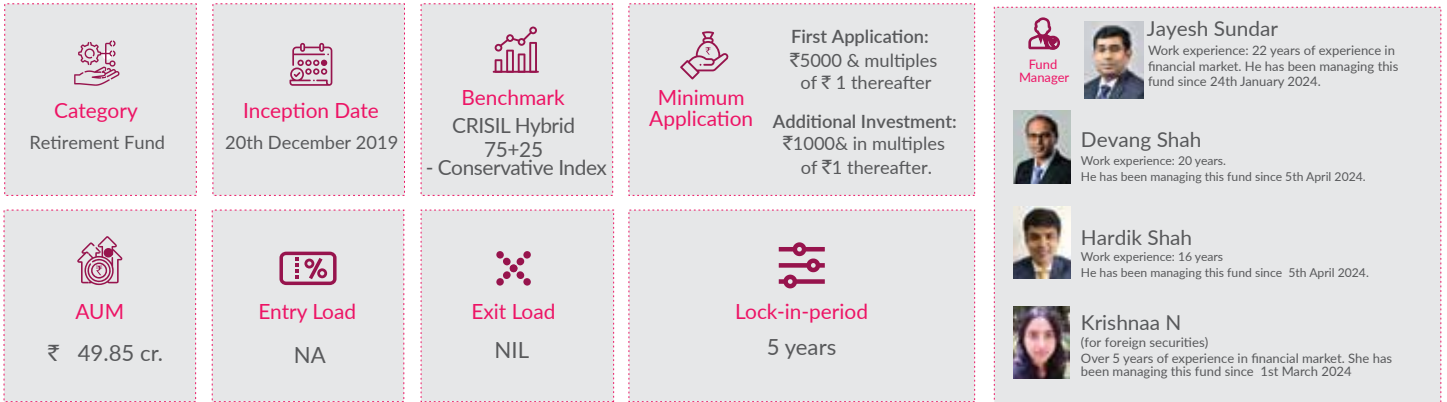 Category
Retirement Fund
Inception Date
20th December 2019
Benchmark
CRISIL Hybrid
75+25
- Conservative Index
Minimum
Application
First Application:
₹5000 & multiples
of ₹ 1 thereafter
Additional Investment:
₹1000& in multiples
of ₹1 thereafter.
AUM
₹ 49.85 cr.
%
Entry Load
NA
Exit Load
NIL
Lock-in-period
5 years
Fund
Manager
Jayesh Sundar
Work experience: 22 years of experience in
financial market. He has been managing this
fund since 24th January 2024.
Devang Shah
Work experience: 20 years.
He has been managing this fund since 5th April 2024.
Hardik Shah
Work experience: 16 years
He has been managing this fund since 5th April 2024.
Krishnaa N
(for foreign securities)
Over 5 years of experience in financial market. She has
been managing this fund since 1st March 2024